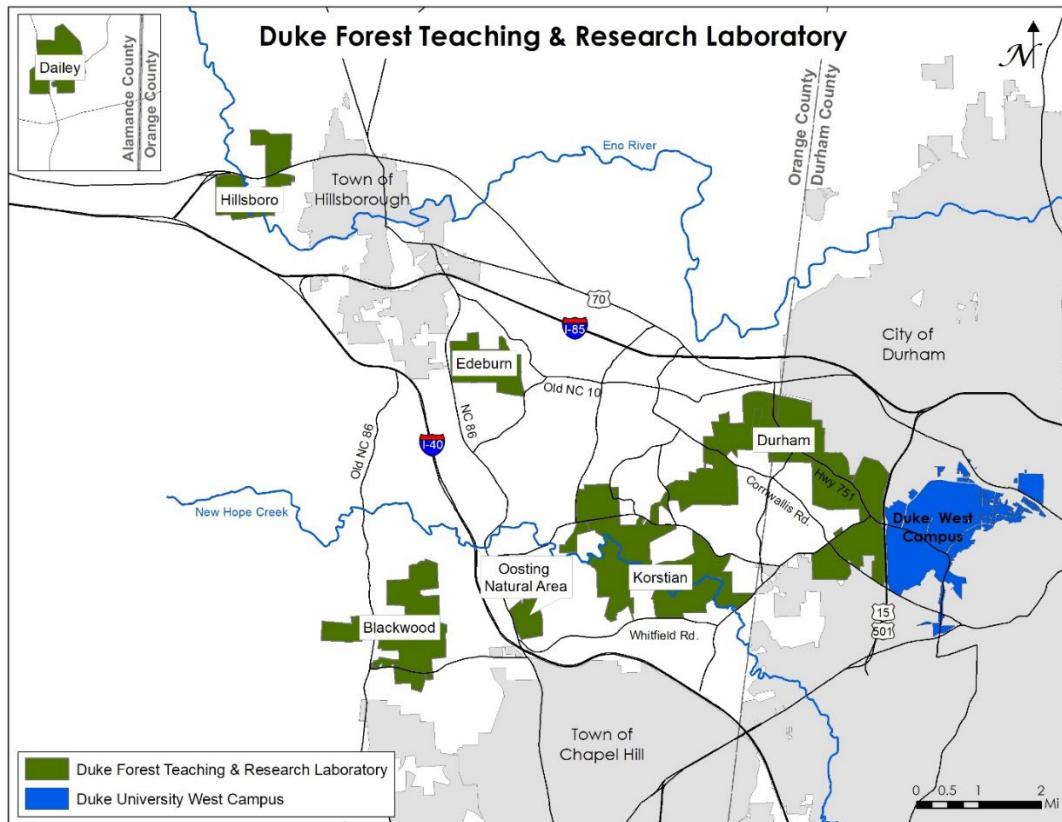 Duke Forest Teaching & Research Laboratory
N
Dailey
Alamance County
Orange County
Orange County
Durham County
Eno River
Hillsboro
Town of
Hillsborough
70
I-85
City of
Durham
Edeburn
Old NC 10
NC 86
Old NC 86
I-40
Durham
Hwy 751
Cornwallis Rd.
New Hope Creek
Duke West
Campus
Oosting
Natural Area
Korstian
Blackwood
Whitfield Rd.
15
501
Town of
Chapel Hill
Duke Forest Teaching & Research Laboratory
Duke University West Campus
0 0.5 1 2
Mi